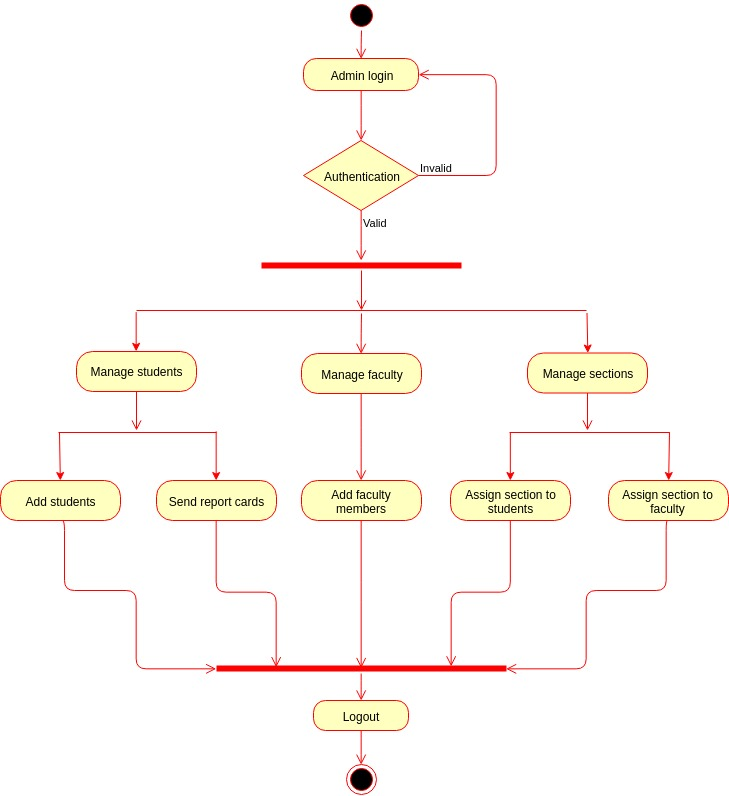 Admin login
Authentication
Invalid
Valid
Manage students
Manage faculty
Manage sections
Add students
Send report cards
Add faculty
members
Assign section to
students
Assign section to
faculty
Logout